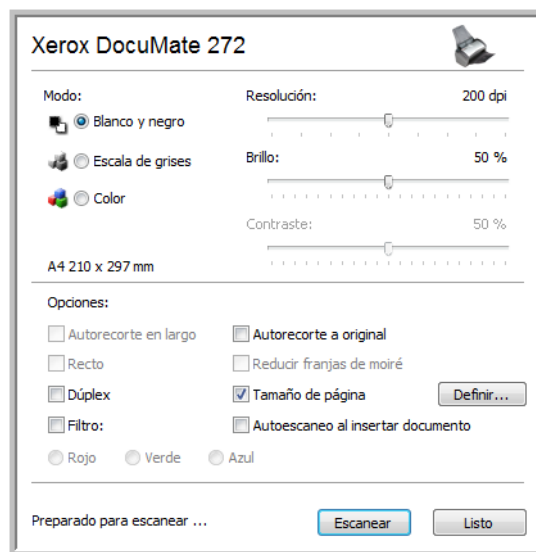 Xerox DocuMate 272
Modo:
Resolución: 200 dpi
Blanco y negro
Escala de grises
Brillo: 50 %
Color
Contraste: 50 %
A4 210 x 297 mm
Opciones:
Autorecorte en largo Autorecorte a original
Recto Reducir franjas de moiré
Dúplex Tamaño de página Definir...
Filtro: Autoescaneo al insertar documento
Rojo Verde Azul
Preparado para escanear ... Escanear Listo